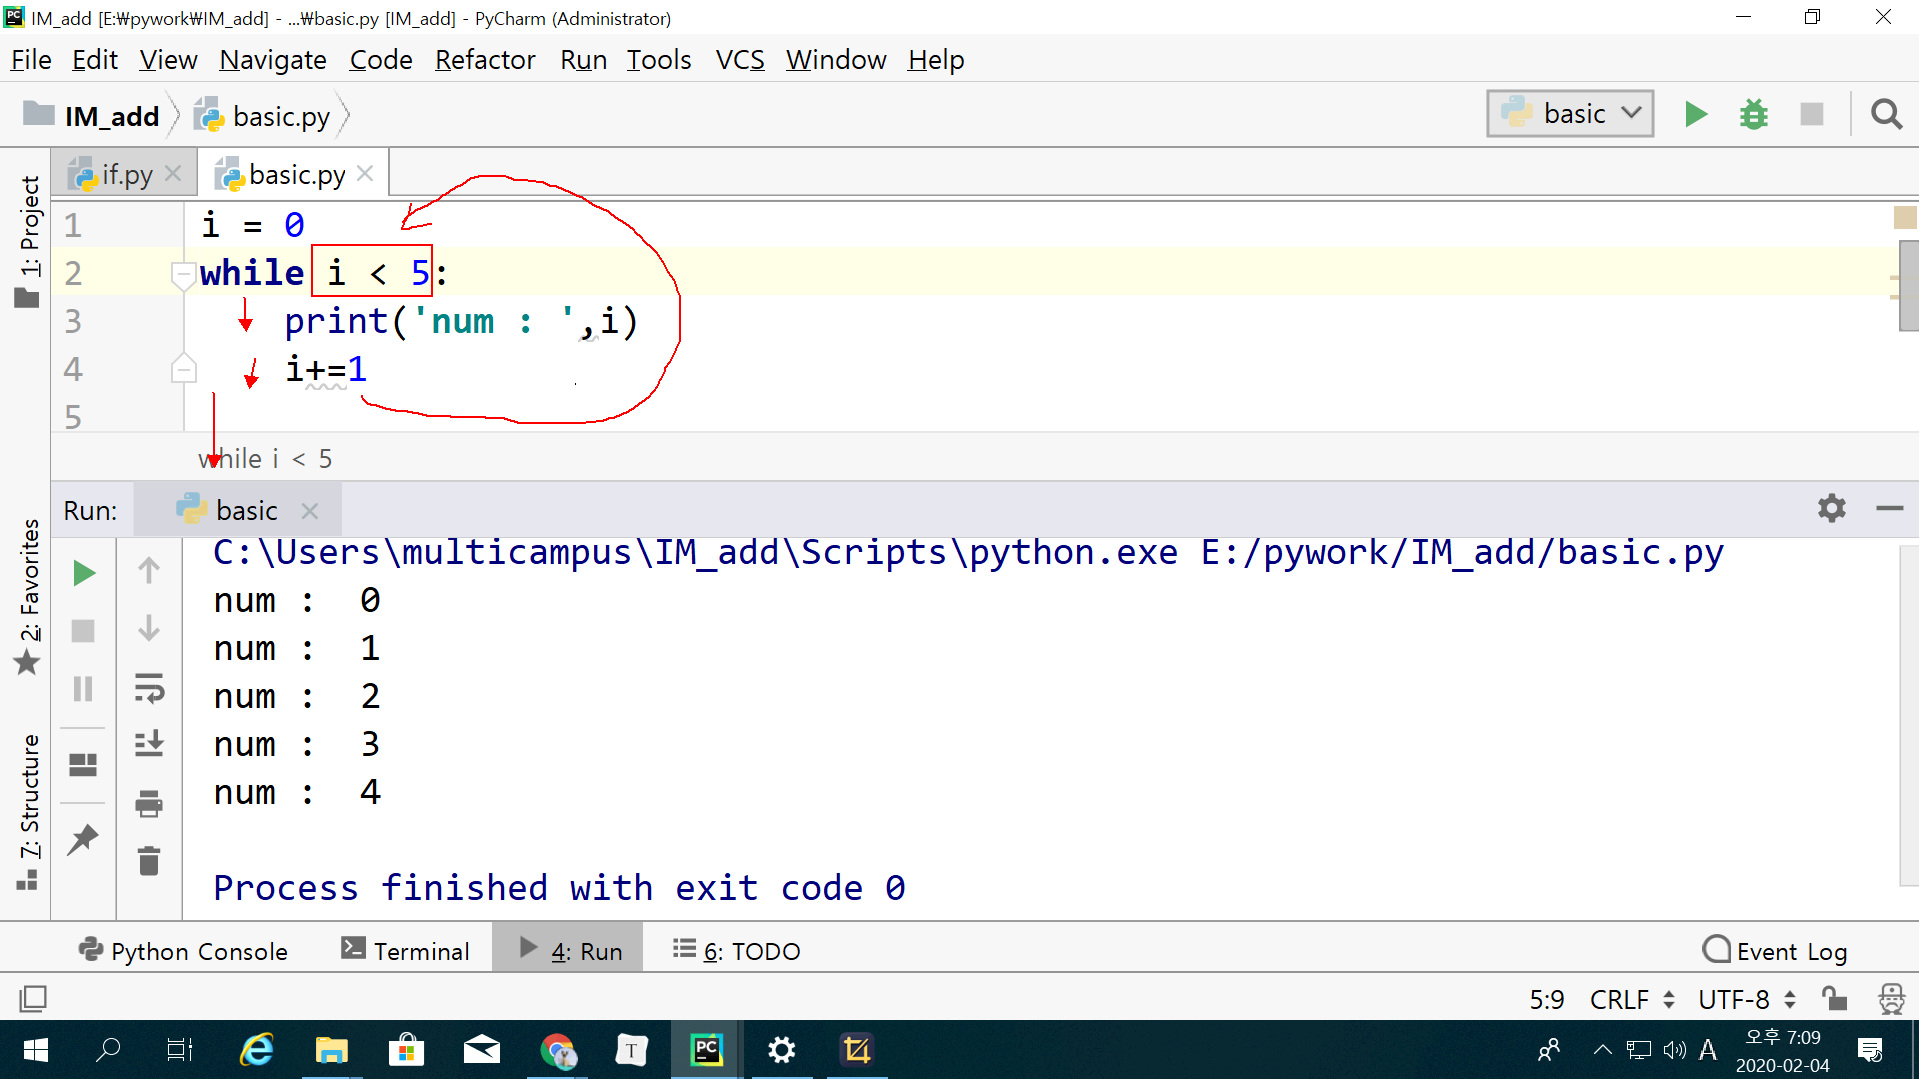 IM_add [E:₩pywork₩IM_add] - ...₩basic.py [IM_add] - PyCharm (Administrator)
File Edit View Navigate Code Refactor Run Tools VCS Window Help
IM_add basic.py basic
if.py basic.py
1: Project
1 i = 0
2 while i < 5:
3 print('num : ',i)
4 i+=1
5
while i < 5
Run: basic
2: Favorites
7: Structure
C:\Users\multicampus\IM_add\Scripts\python.exe E:/pywork/IM_add/basic.py
num :  0
num :  1
num :  2
num :  3
num :  4
Process finished with exit code 0
Python Console Terminal 4: Run 6: TODO Event Log
5:9 CRLF UTF-8
T PC A 오후 7:09
2020-02-04